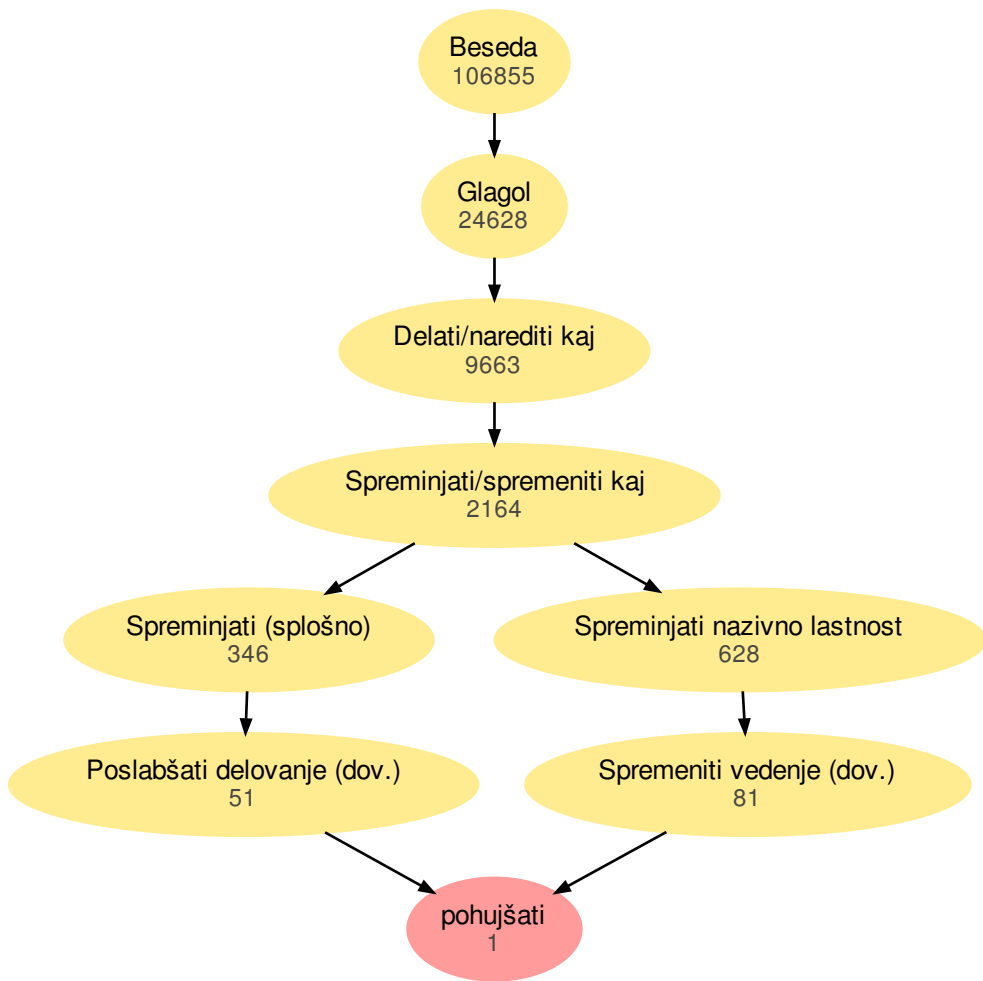 Beseda
106855
Glagol
24628
Delati/narediti kaj
9663
Spreminjati/spremeniti kaj
2164
Spreminjati (splošno)
346
Spreminjati nazivno lastnost
628
Poslabšati delovanje (dov.)
51
Spremeniti vedenje (dov.)
81
pohujšati
1